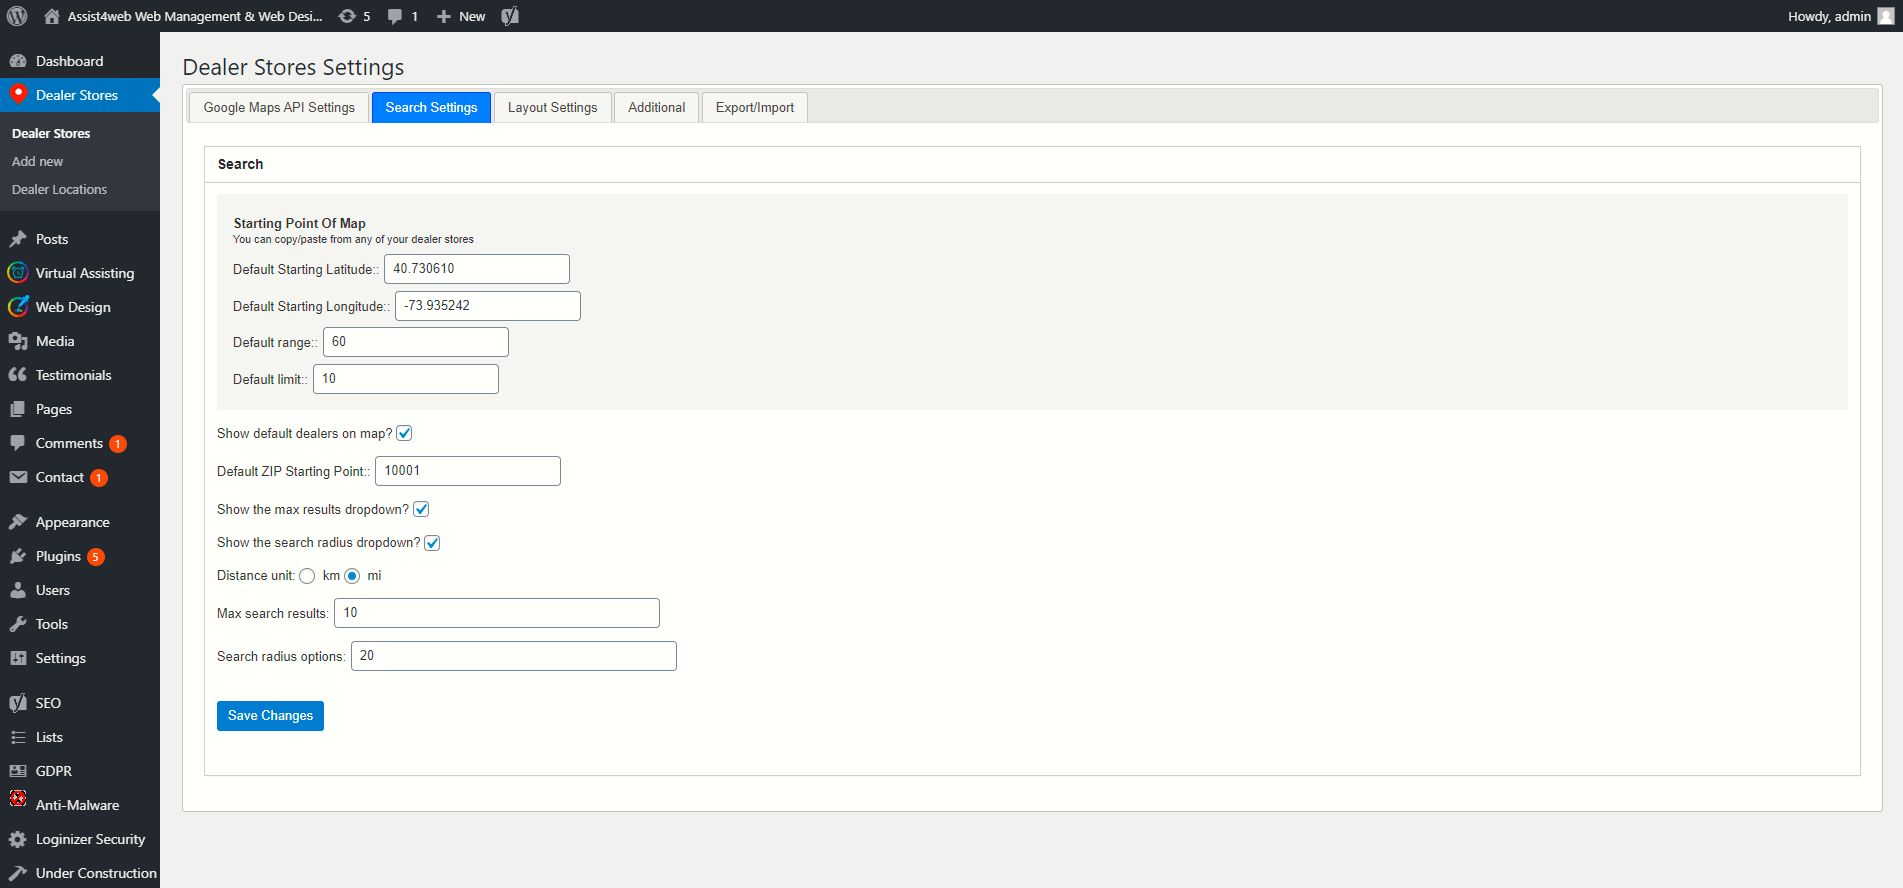 Assist4web Web Management & Web Desi... 5 1 New Howdy, admin
Dashboard
Dealer Stores
Dealer Stores
Add new
Dealer Locations
Posts
Virtual Assisting
Web Design
Media
Testimonials
Pages
Comments 1
Contact 1
Appearance
Plugins 5
Users
Tools
Settings
SEO
Lists
GDPR
Anti-Malware
Loginizer Security
Under Construction
Dealer Stores Settings
Google Maps API Settings Search Settings Layout Settings Additional Export/Import
Search
Starting Point Of Map
You can copy/paste from any of your dealer stores
Default Starting Latitude:: 40.730610
Default Starting Longitude:: -73.935242
Default range:: 60
Default limit:: 10
Show default dealers on map?
Default ZIP Starting Point:: 10001
Show the max results dropdown?
Show the search radius dropdown?
Distance unit: km mi
Max search results: 10
Search radius options: 20
Save Changes